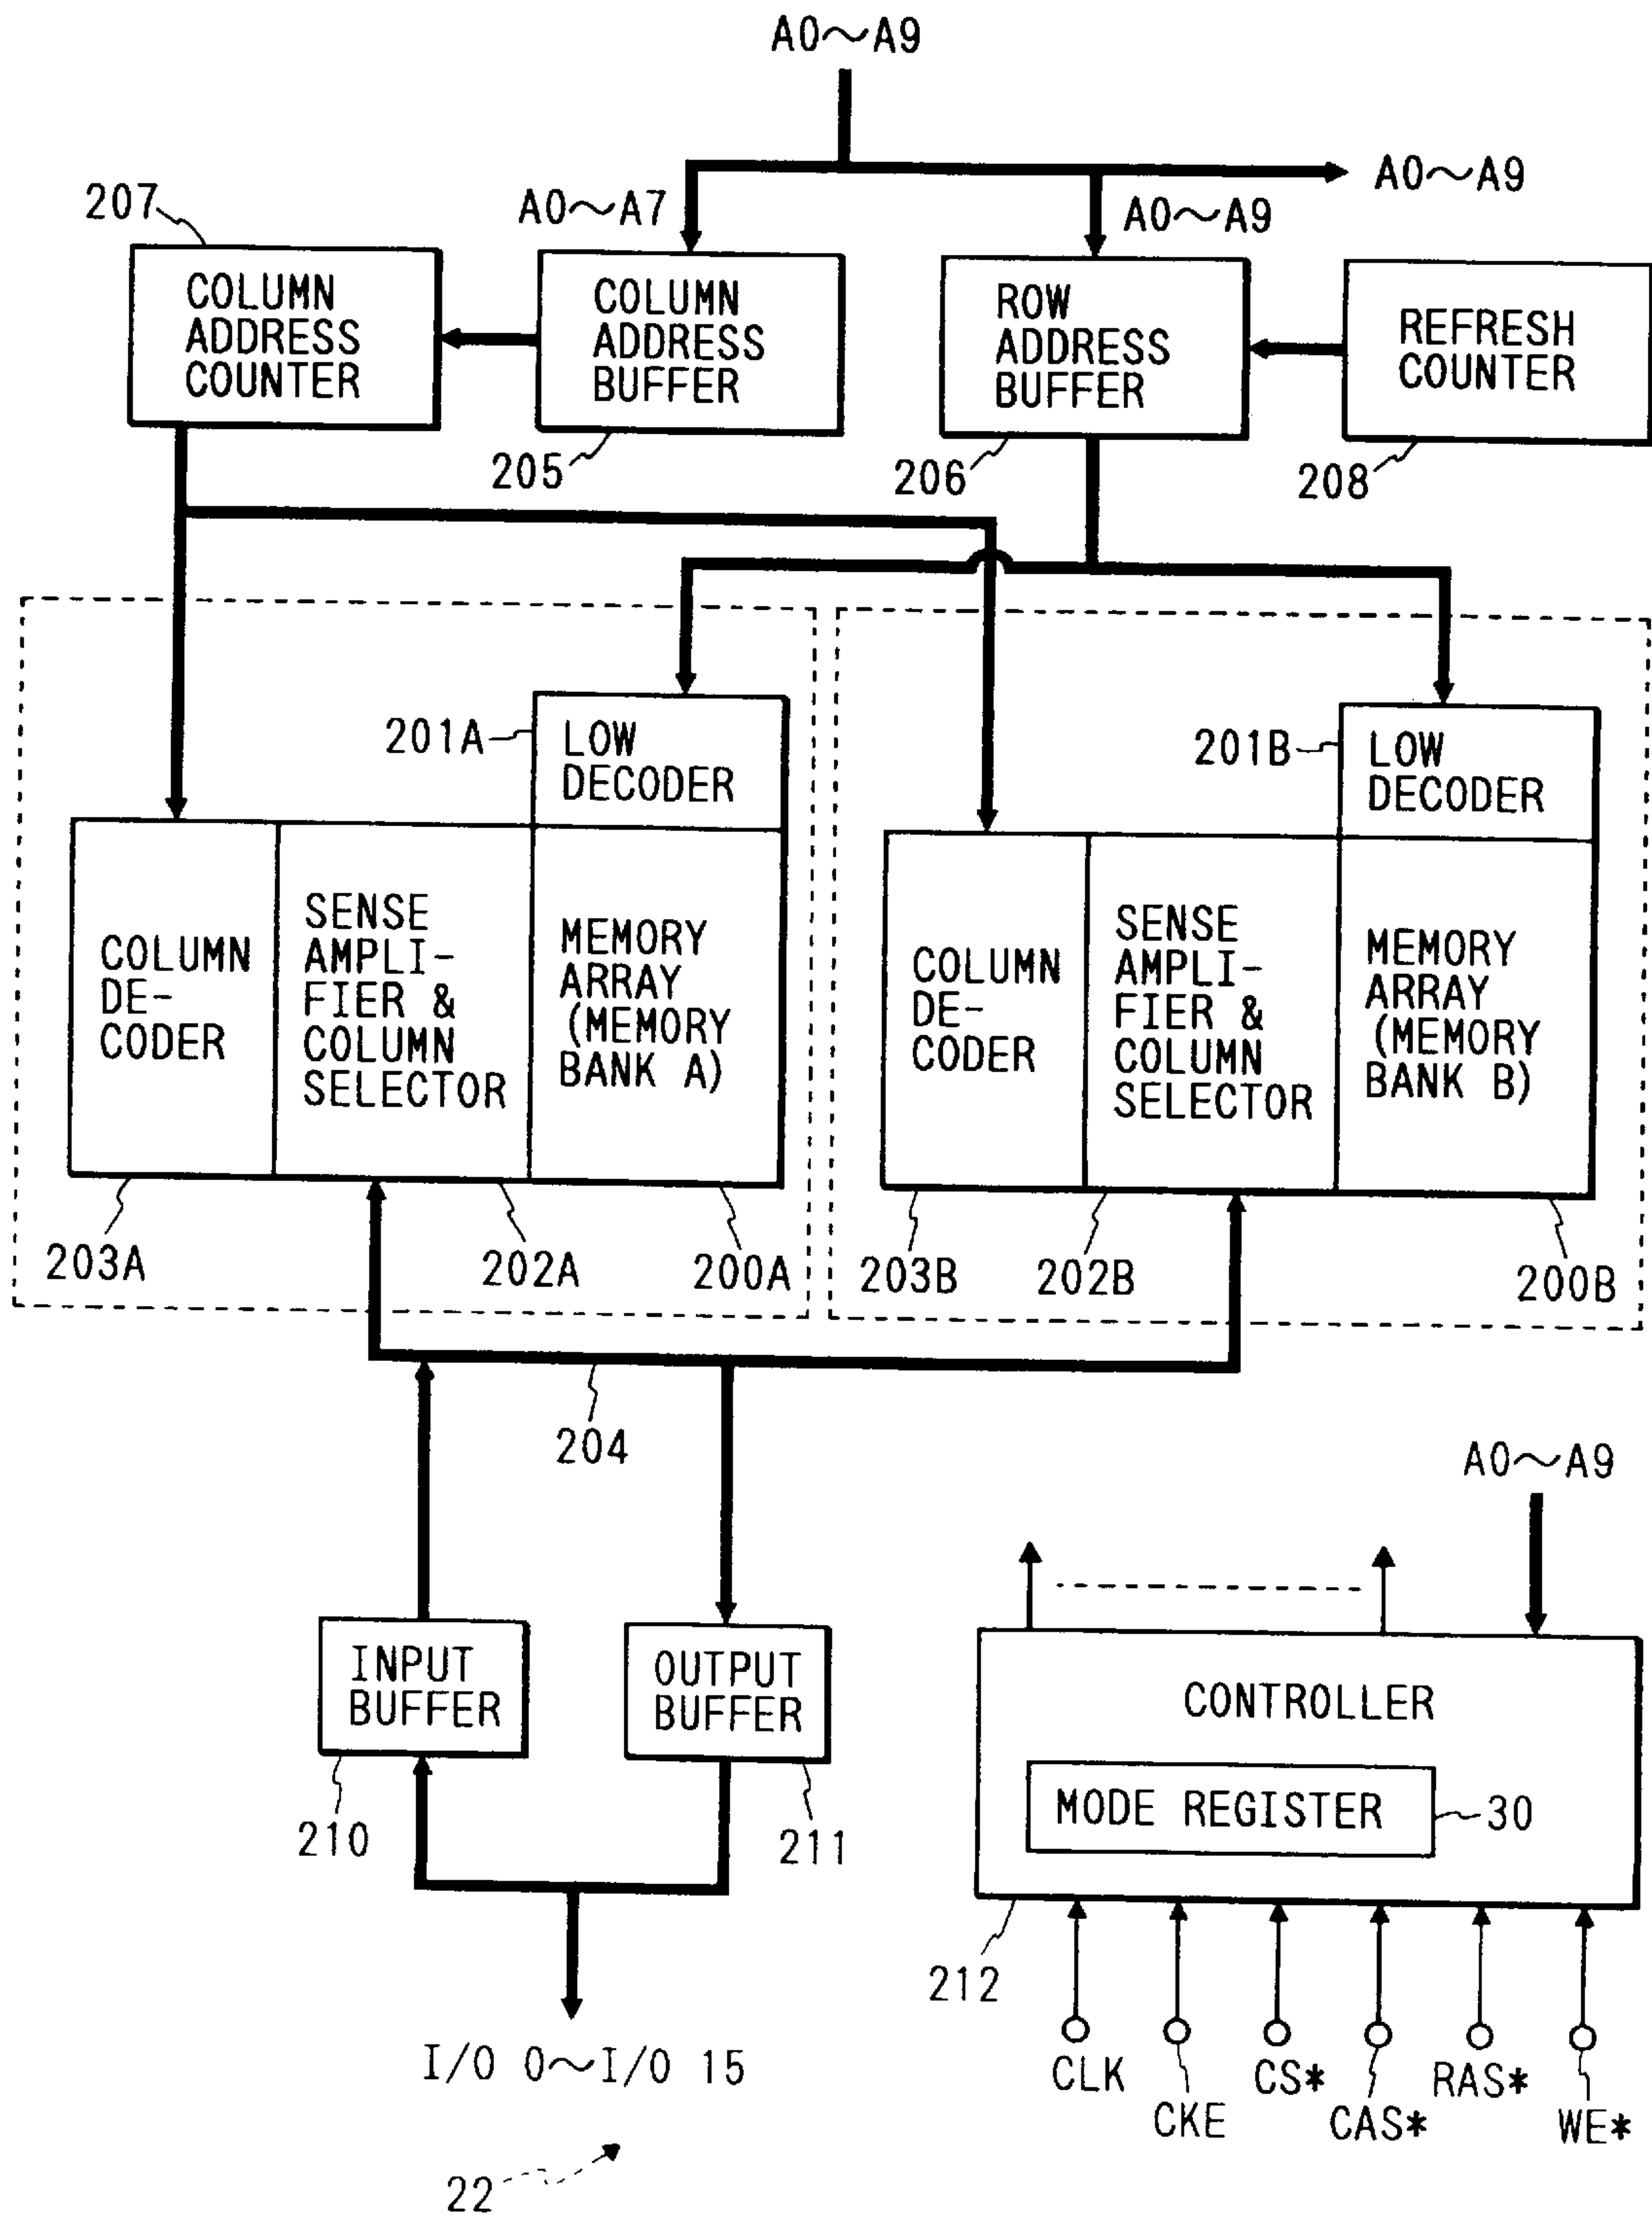 A0～A9
A0～A9
A0～A7
A0～A9
207
COLUMN
ADDRESS
COUNTER
COLUMN
ADDRESS
BUFFER
ROW
ADDRESS
BUFFER
REFRESH
COUNTER
205
206
208
201A
LOW
DECODER
201B
LOW
DECODER
COLUMN
DE-
CODER
SENSE
AMPLI-
FIER &
COLUMN
SELECTOR
MEMORY
ARRAY
(MEMORY
BANK A)
COLUMN
DE-
CODER
SENSE
AMPLI-
FIER &
COLUMN
SELECTOR
MEMORY
ARRAY
(MEMORY
BANK B)
203A
202A
200A
203B
202B
200B
204
A0～A9
INPUT
BUFFER
OUTPUT
BUFFER
CONTROLLER
MODE REGISTER
30
210
211
212
I/O 0～I/O 15
CLK
CKE
CS*
CAS*
RAS*
WE*
22